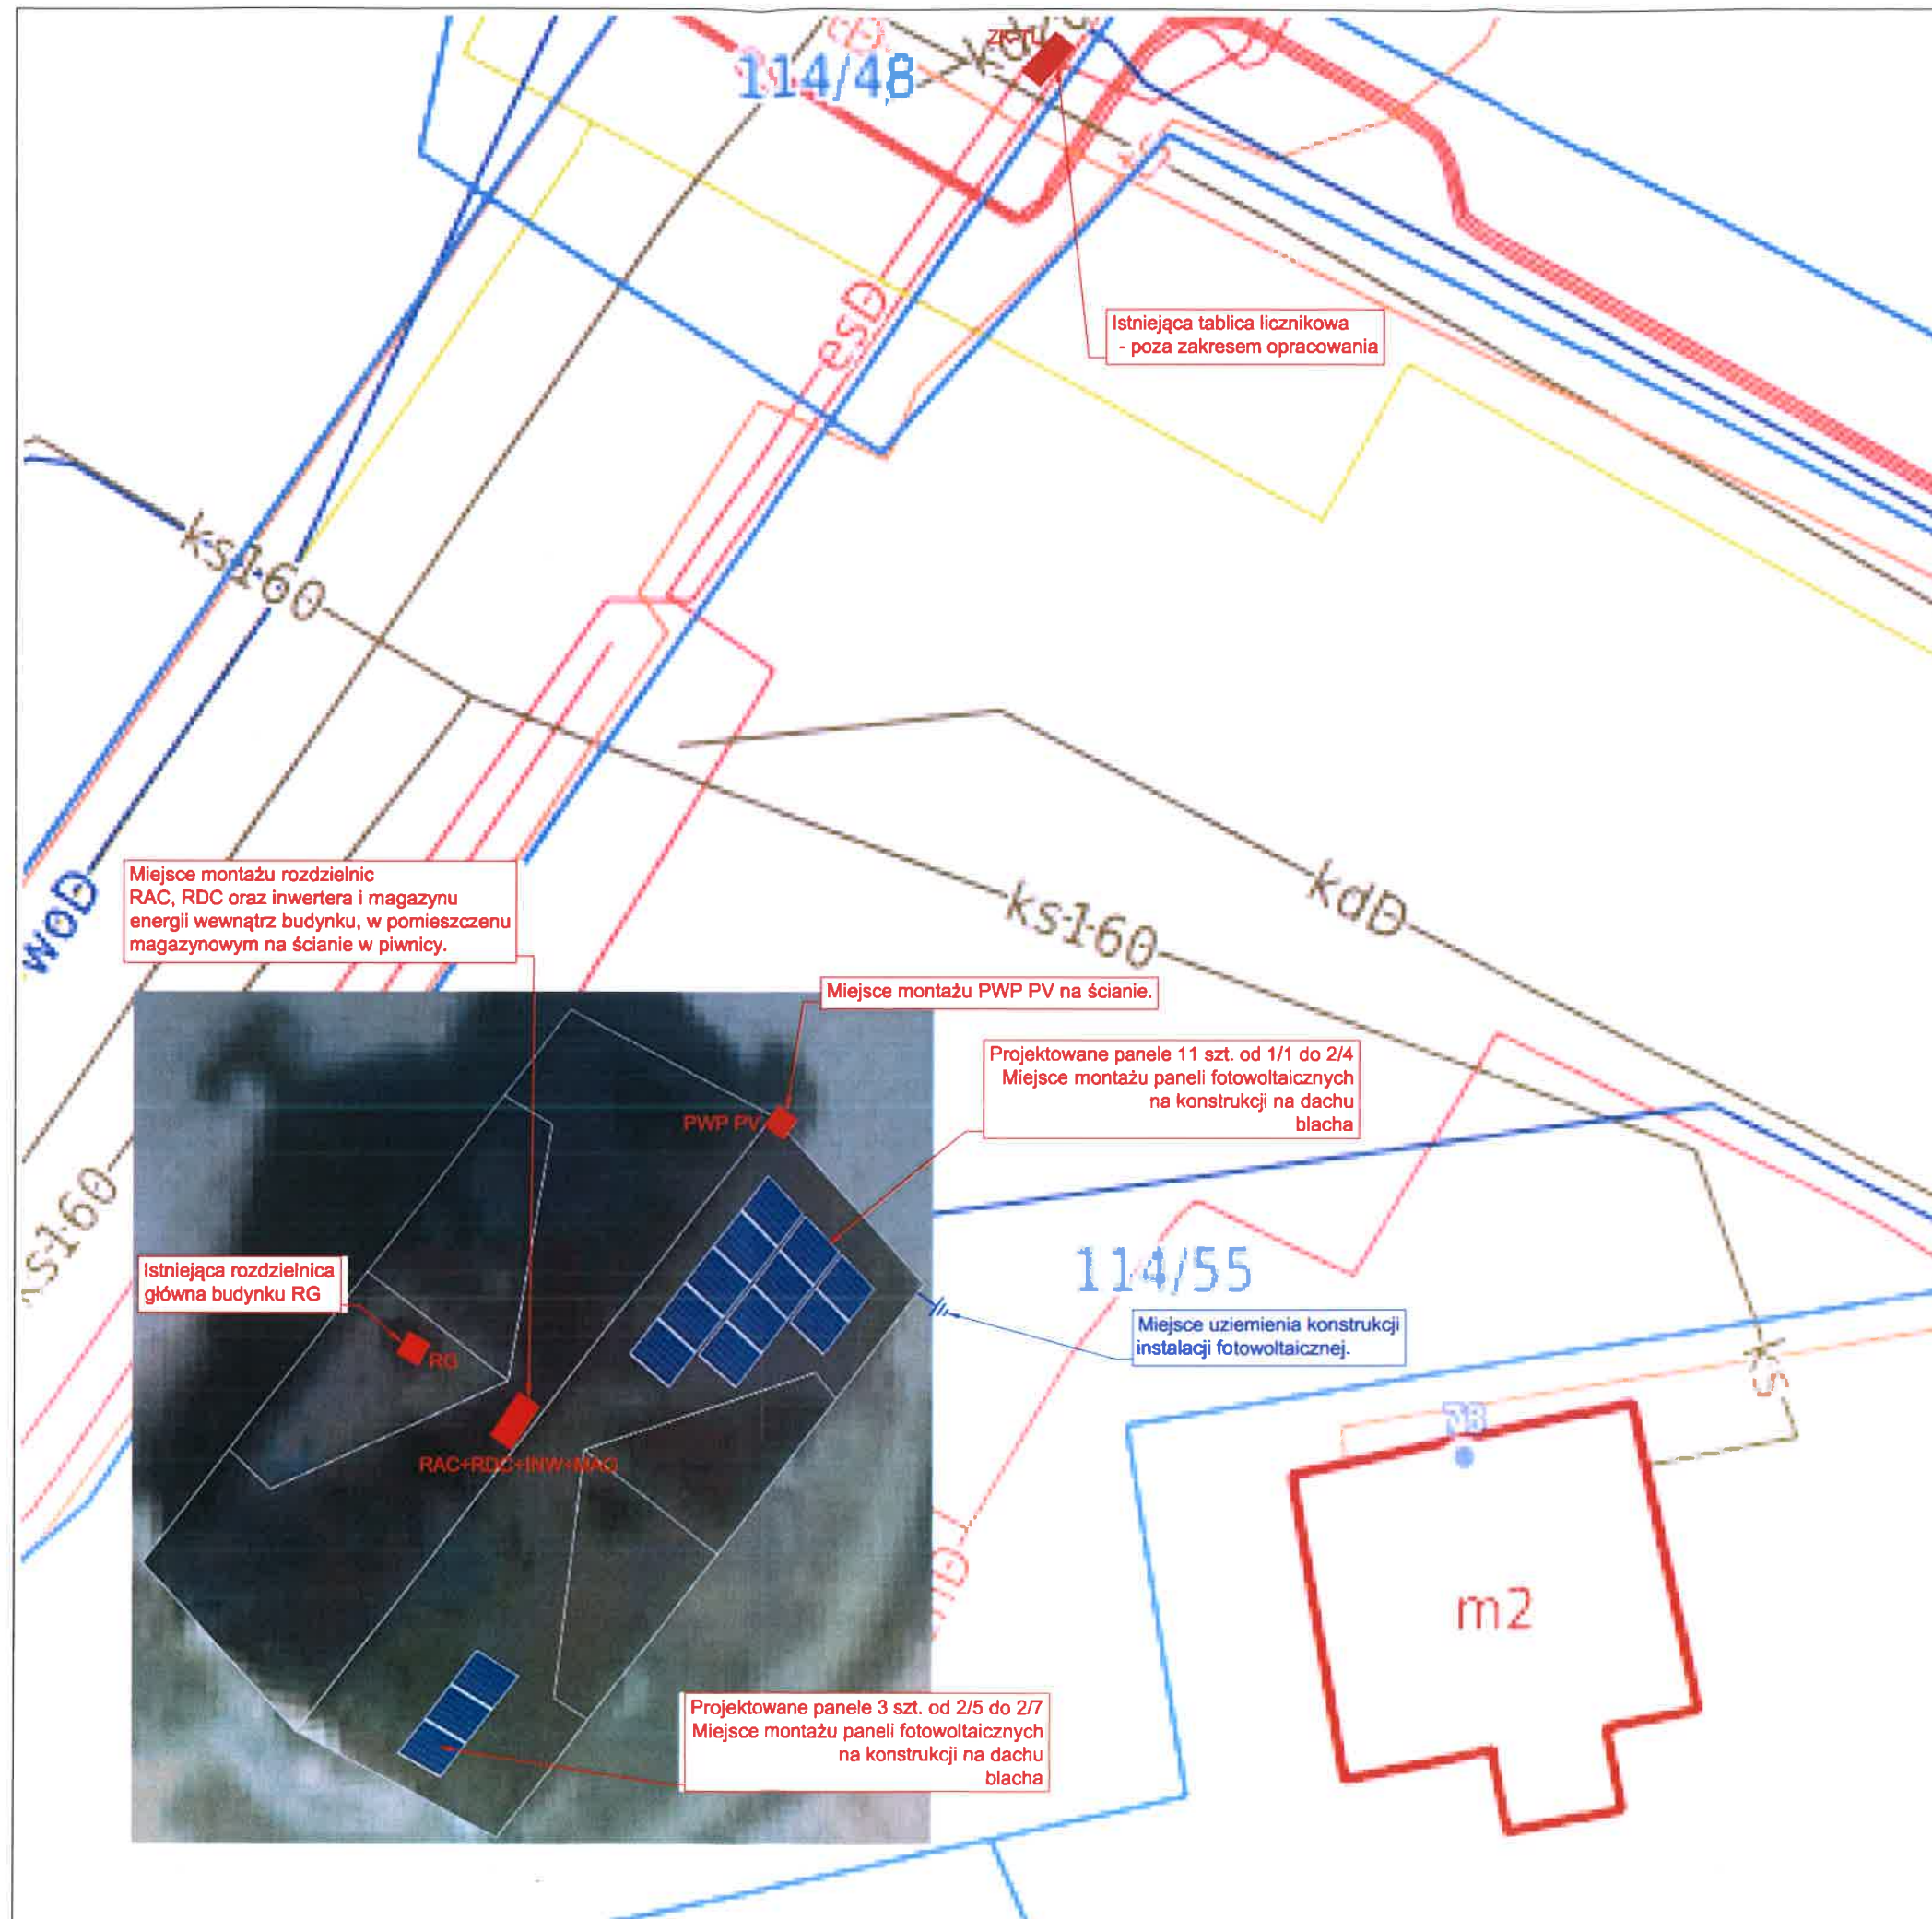 114/48
esD
Istniejąca tablica licznikowa
- poza zakresem opracowania
ks160
woD
Miejsce montażu rozdzielnic
RAC, RDC oraz inwertera i magazynu
energii wewnątrz budynku, w pomieszczenu
magazynowym na ścianie w piwnicy.
kdD
ks160
Miejsce montażu PWP PV na ścianie.
Projektowane panele 11 szt. od 1/1 do 2/4
Miejsce montażu paneli fotowoltaicznych
na konstrukcji na dachu
blacha
PWP PV
ks160
Istniejąca rozdzielnica
główna budynku RG
RG
114/55
Miejsce uziemienia konstrukcji
instalacji fotowoltaicznej.
ks
RAC+RDC+INW+MAG
m2
Projektowane panele 3 szt. od 2/5 do 2/7
Miejsce montażu paneli fotowoltaicznych
na konstrukcji na dachu
blacha